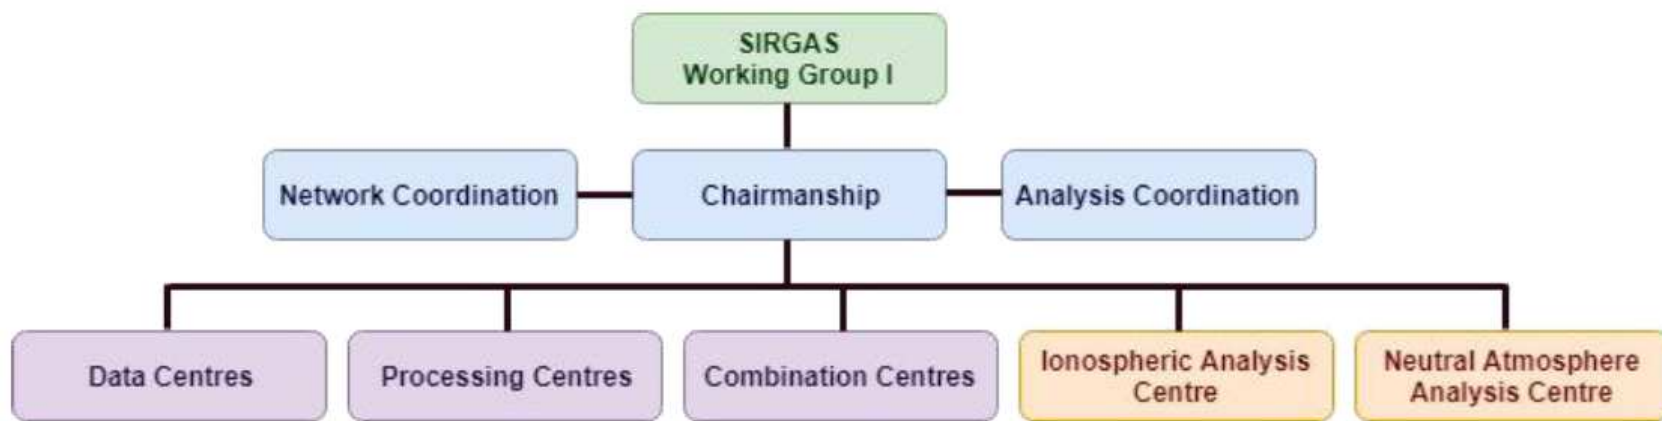 SIRGAS
Working Group I
Network Coordination
Chairmanship
Analysis Coordination
Data Centres
Processing Centres
Combination Centres
Ionospheric Analysis
Centre
Neutral Atmosphere
Analysis Centre